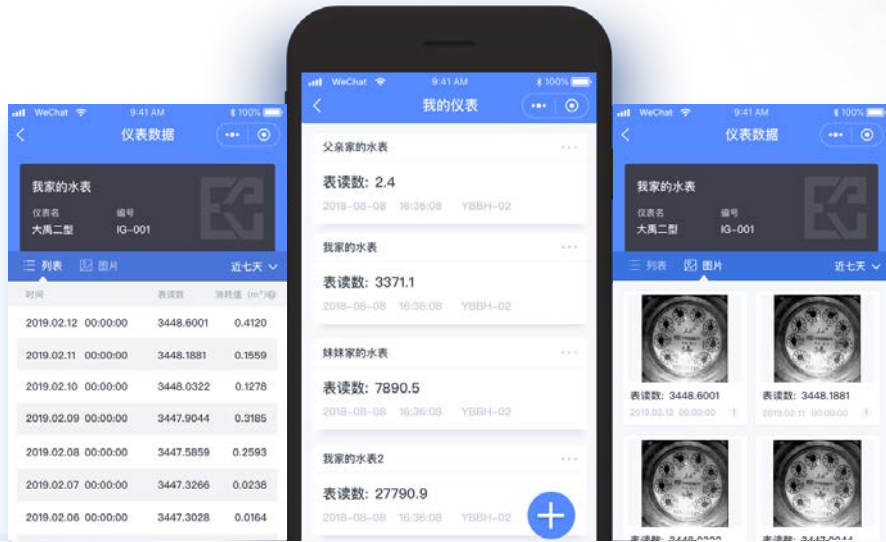 WeChat 9:41 AM 100%
仪表数据
我家的水表
仪表名 编号
大禹二型 IG-001
列表 图片 近七天
时间 表读数 消耗值 (m³)
2019.02.12 00:00:00 3448.6001 0.4120
2019.02.11 00:00:00 3448.1881 0.1559
2019.02.10 00:00:00 3448.0322 0.1278
2019.02.09 00:00:00 3447.9044 0.3185
2019.02.08 00:00:00 3447.5859 0.2593
2019.02.07 00:00:00 3447.3266 0.0238
2019.02.06 00:00:00 3447.3028 0.0164
WeChat 9:41 AM 100%
我的仪表
父亲家的水表
表读数: 2.4
2018-08-08 16:36:08 YBBH-02
我家的水表
表读数: 3371.1
2018-08-08 16:36:08 YBBH-02
妹妹家的水表
表读数: 7890.5
2018-08-08 16:36:08 YBBH-02
我家的水表2
表读数: 27790.9
2018-08-08 16:36:08 YBBH-02
WeChat 9:41 AM 100%
仪表数据
我家的水表
仪表名 编号
大禹二型 IG-001
列表 图片 近七天
表读数: 3448.6001 表读数: 3448.1881
2019.02.12 00:00:00 2019.02.11 00:00:00
表读数: 3448.0322 表读数: 3447.9044